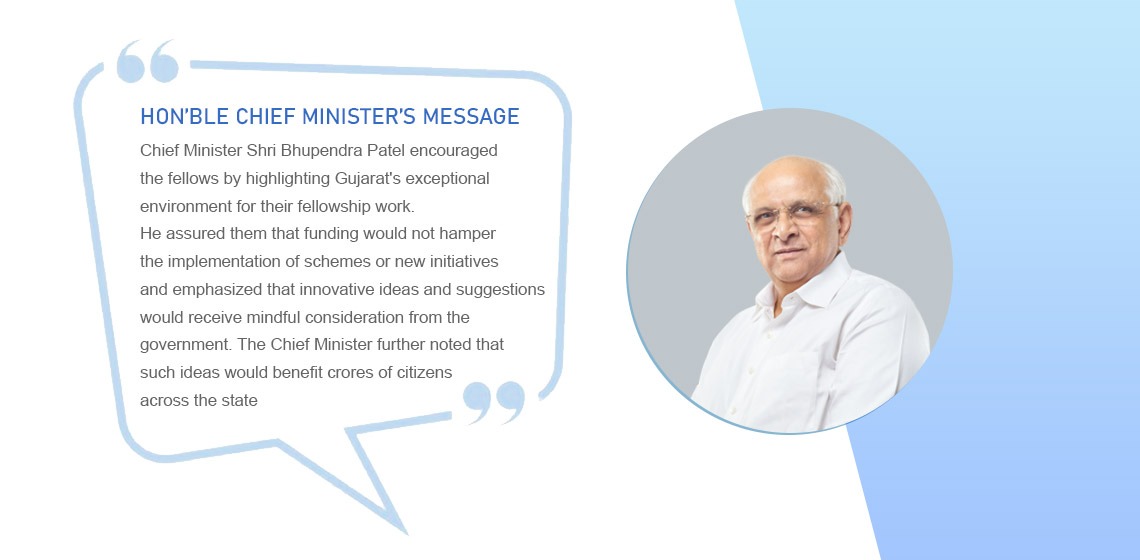 HON'BLE CHIEF MINISTER'S MESSAGE
Chief Minister Shri Bhupendra Patel encouraged
the fellows by highlighting Gujarat's exceptional
environment for their fellowship work.
He assured them that funding would not hamper
the implementation of schemes or new initiatives
and emphasized that innovative ideas and suggestions
would receive mindful consideration from the
government. The Chief Minister further noted that
such ideas would benefit crores of citizens
across the state